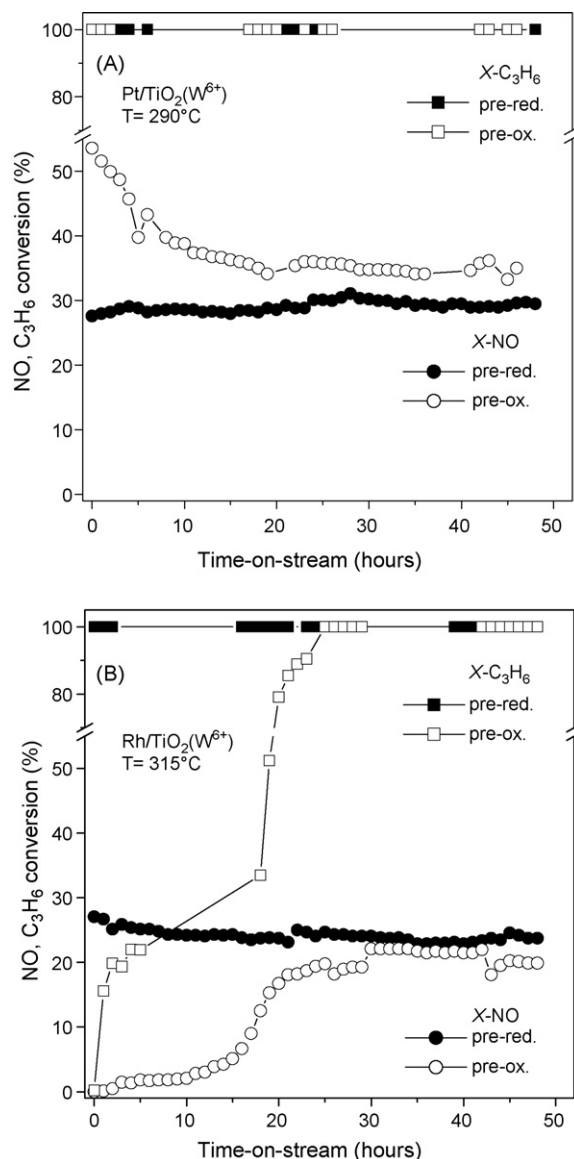 (A)
Pt/TiO₂(W⁶⁺)
T= 290°C
X-C₃H₆
pre-red.
pre-ox.
X-NO
pre-red.
pre-ox.
NO, C₃H₆ conversion (%)
100
80
50
40
30
20
10
0
0 10 20 30 40 50
Time-on-stream (hours)
(B)
Rh/TiO₂(W⁶⁺)
T= 315°C
X-C₃H₆
pre-red.
pre-ox.
X-NO
pre-red.
pre-ox.
NO, C₃H₆ conversion (%)
100
80
50
40
30
20
10
0
0 10 20 30 40 50
Time-on-stream (hours)